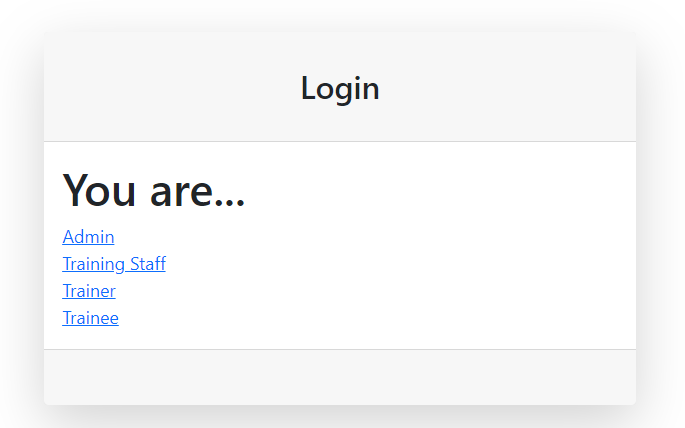 Login
You are...
Admin
Training Staff
Trainer
Trainee